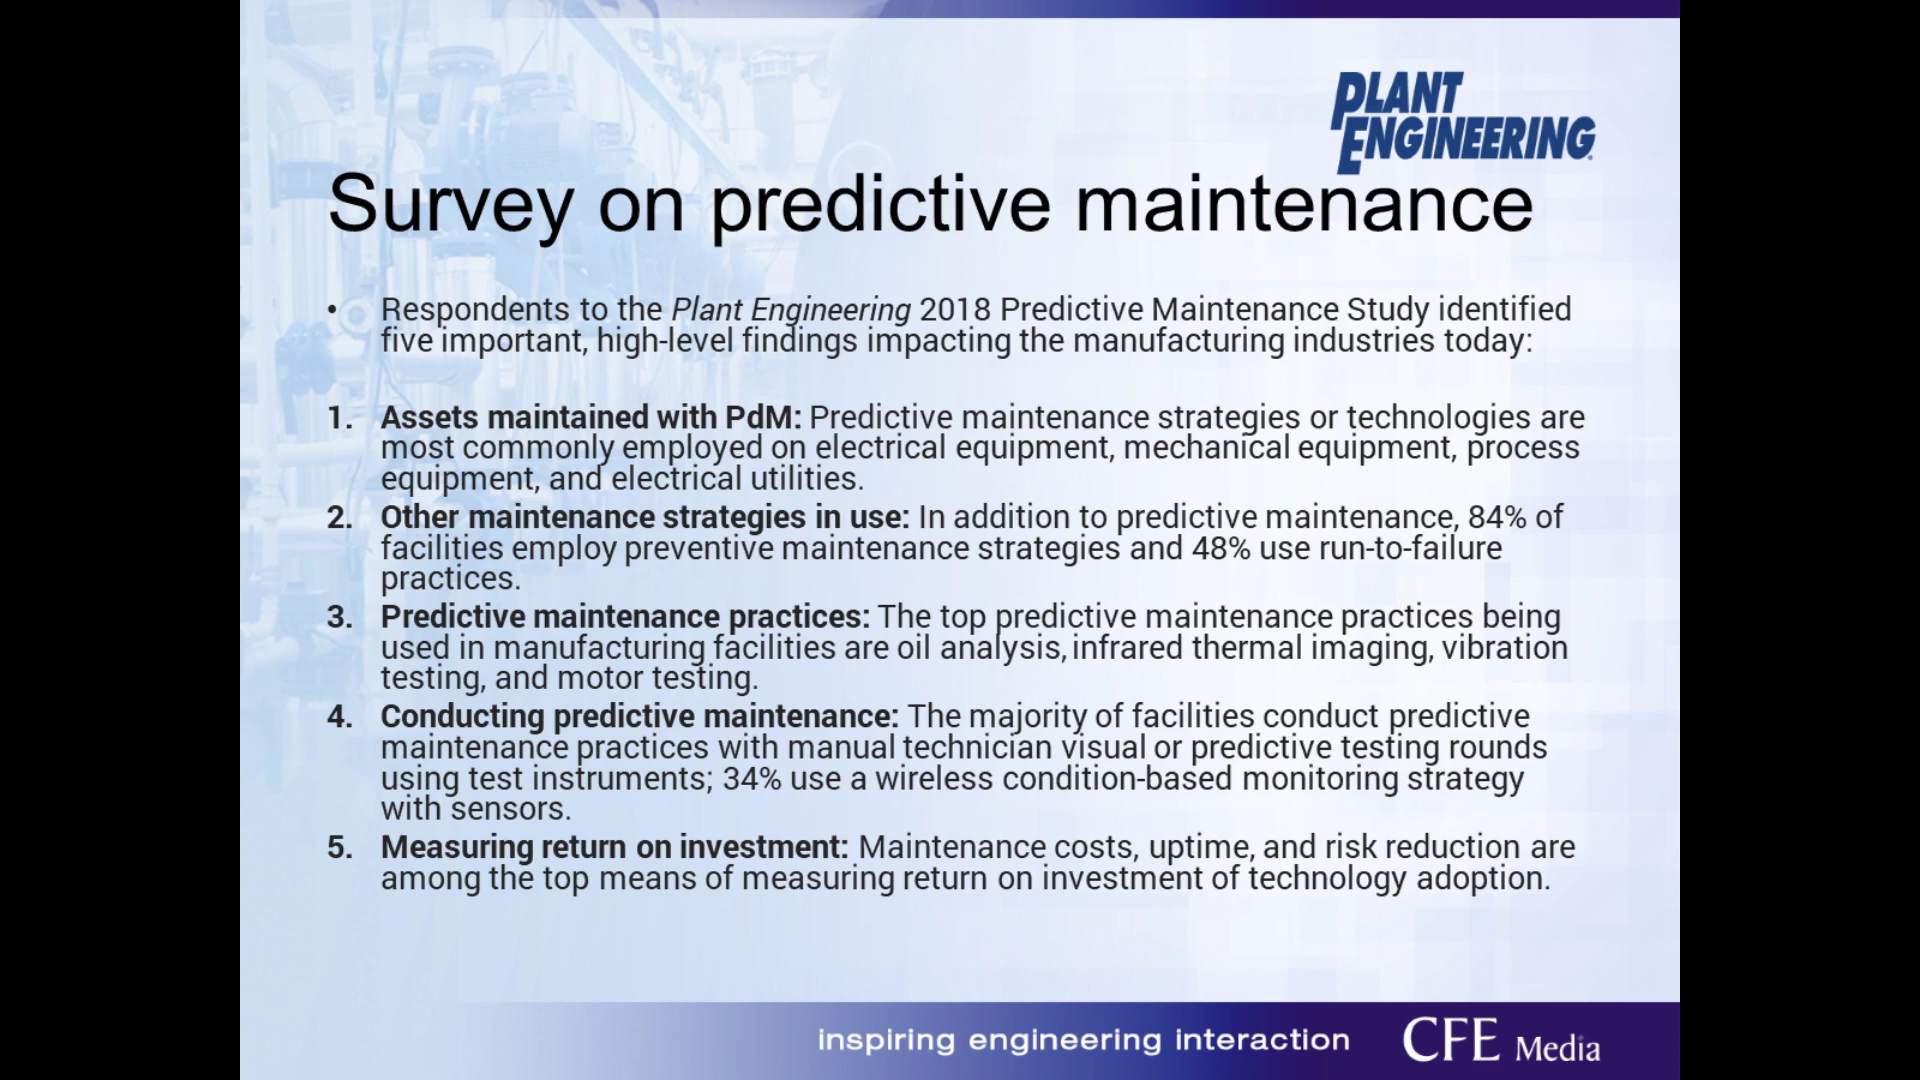 PLANT
ENGINEERING
Survey on predictive maintenance
• Respondents to the Plant Engineering 2018 Predictive Maintenance Study identified
five important, high-level findings impacting the manufacturing industries today:
1. Assets maintained with PdM: Predictive maintenance strategies or technologies are
most commonly employed on electrical equipment, mechanical equipment, process
equipment, and electrical utilities.
2. Other maintenance strategies in use: In addition to predictive maintenance, 84% of
facilities employ preventive maintenance strategies and 48% use run-to-failure
practices.
3. Predictive maintenance practices: The top predictive maintenance practices being
used in manufacturing facilities are oil analysis, infrared thermal imaging, vibration
testing, and motor testing.
4. Conducting predictive maintenance: The majority of facilities conduct predictive
maintenance practices with manual technician visual or predictive testing rounds
using test instruments; 34% use a wireless condition-based monitoring strategy
with sensors.
5. Measuring return on investment: Maintenance costs, uptime, and risk reduction are
among the top means of measuring return on investment of technology adoption.
inspiring engineering interaction
CFE Media